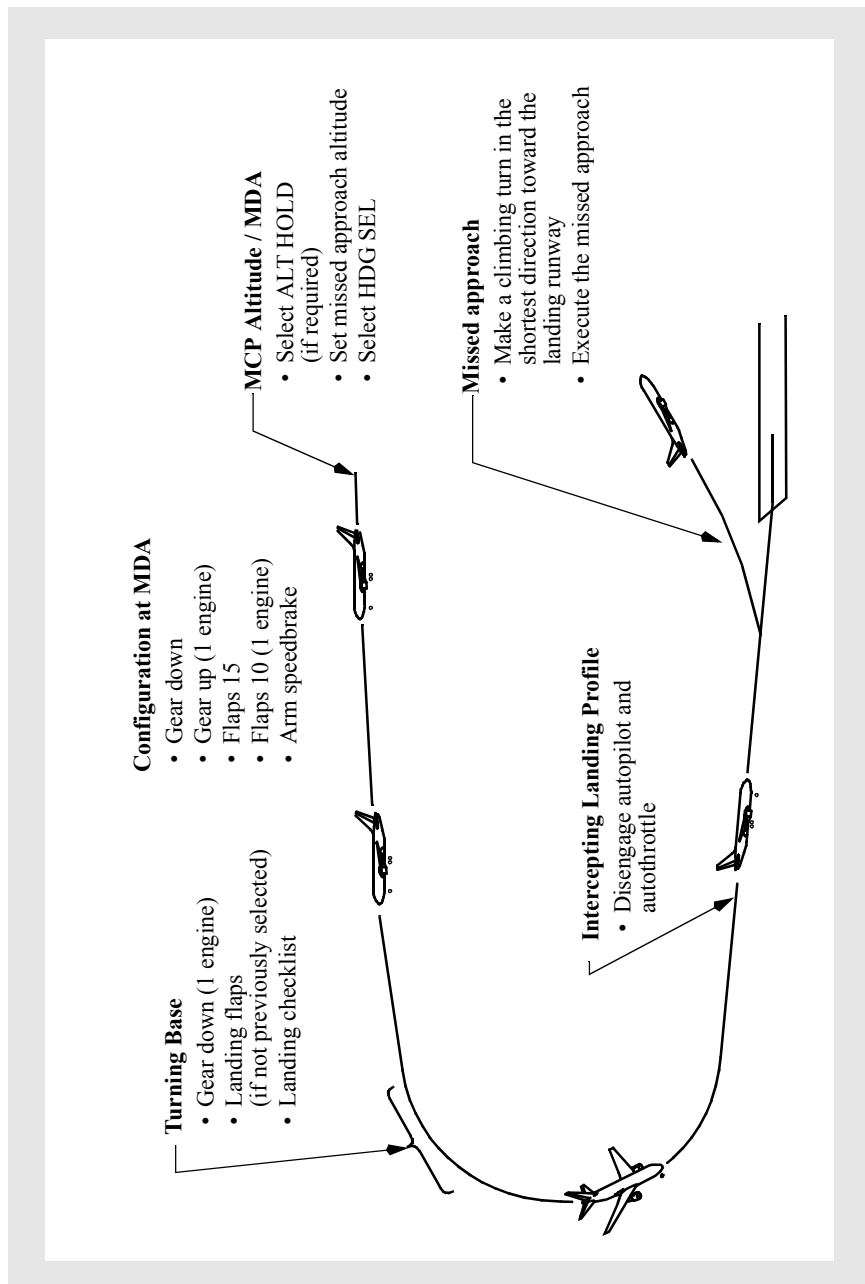 MCP Altitude / MDA
• Select ALT HOLD
(if required)
• Set missed approach altitude
• Select HDG SEL
Configuration at MDA
• Gear down
• Gear up (1 engine)
• Flaps 15
• Flaps 10 (1 engine)
• Arm speedbrake
Turning Base
• Gear down (1 engine)
• Landing flaps
(if not previously selected)
• Landing checklist
Intercepting Landing Profile
• Disengage autopilot and
autothrottle
Missed approach
• Make a climbing turn in the
shortest direction toward the
landing runway
• Execute the missed approach